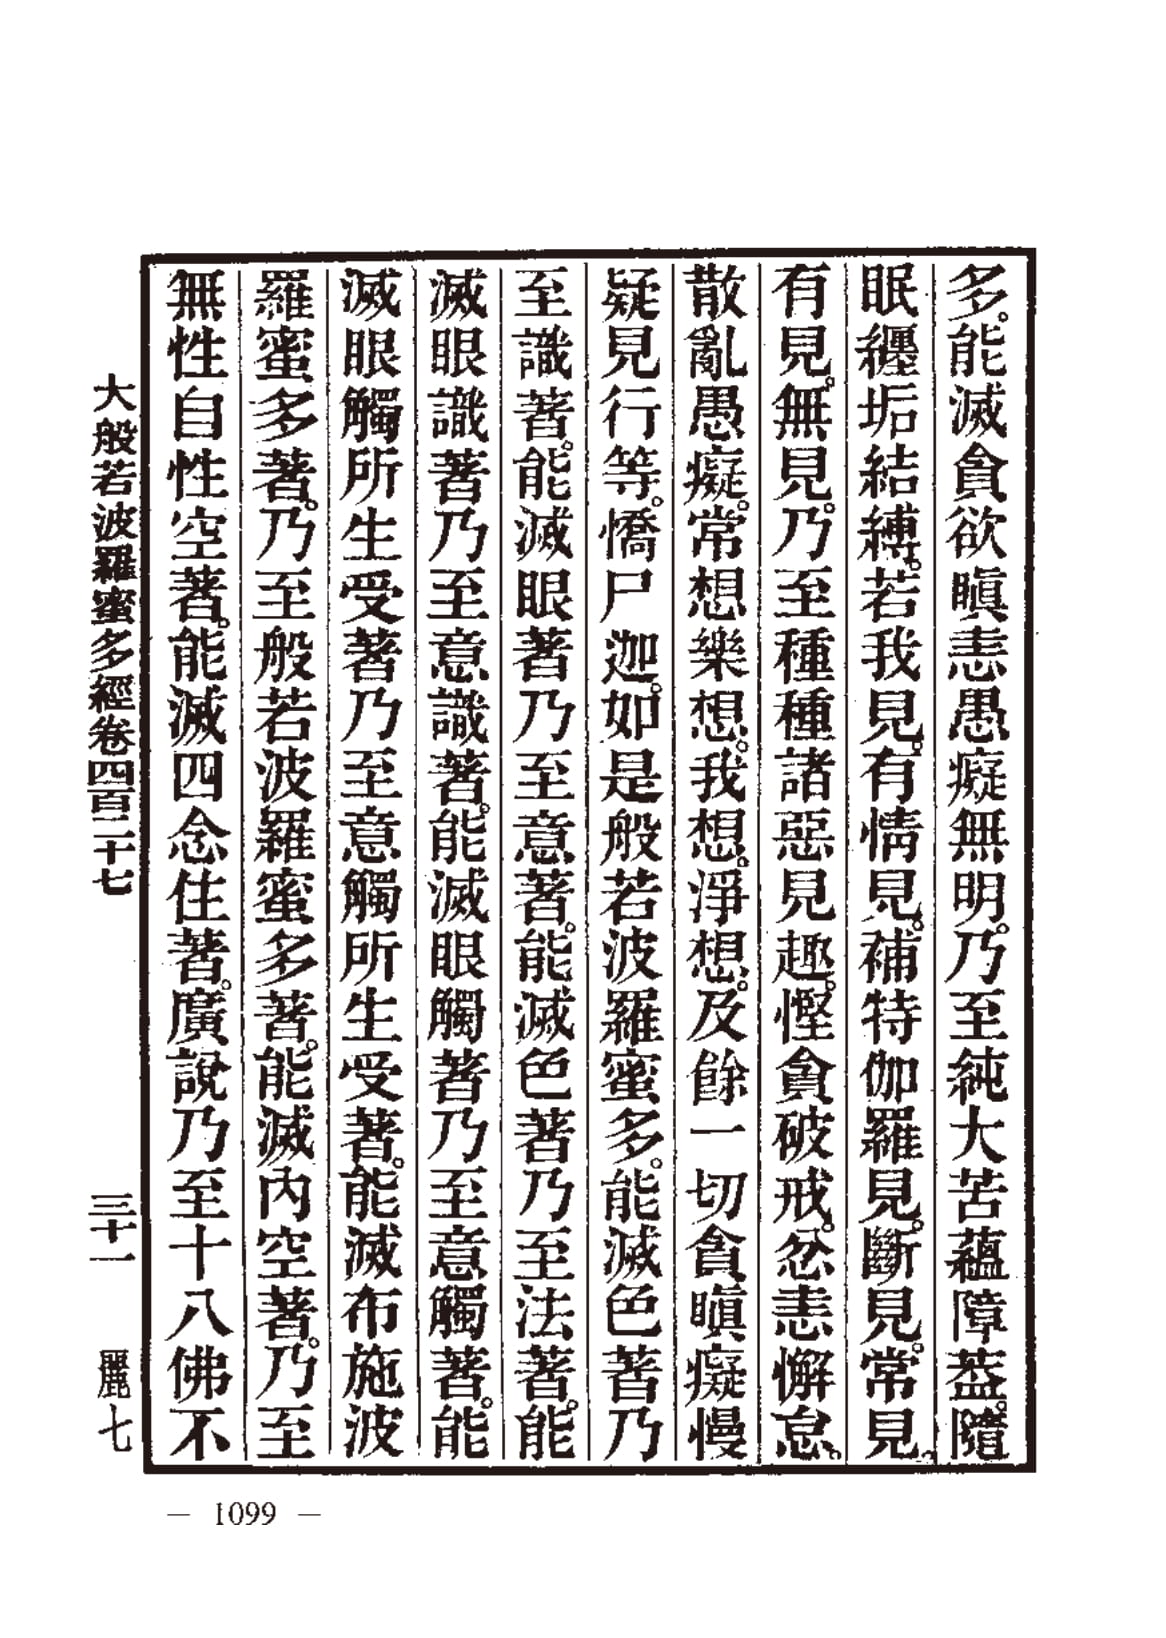 多。能滅貪欲瞋恚愚癡無明。乃至純大苦蘊障葢。隨
眠纒垢結縛。若我見。有情見。補特伽羅見。斷見。常見。
有見。無見。乃至種種諸惡見趣。慳貪破戒。忿恚懈怠。
散亂愚癡。常想樂想。我想。淨想。及餘一切貪瞋癡慢
疑見行等。憍尸迦。如是般若波羅蜜多。能滅色著乃
至識著。能滅眼著乃至意著。能滅色著乃至法著。能
滅眼識著乃至意識著。能滅眼觸著乃至意觸著。能
滅眼觸所生受著乃至意觸所生受著。能滅布施波
羅蜜多著。乃至般若波羅蜜多著。能滅內空著。乃至
無性自性空著。能滅四念住著。廣說乃至十八佛不
大般若波羅蜜多經卷四百二十七 三十一 麗七
— 1099 —